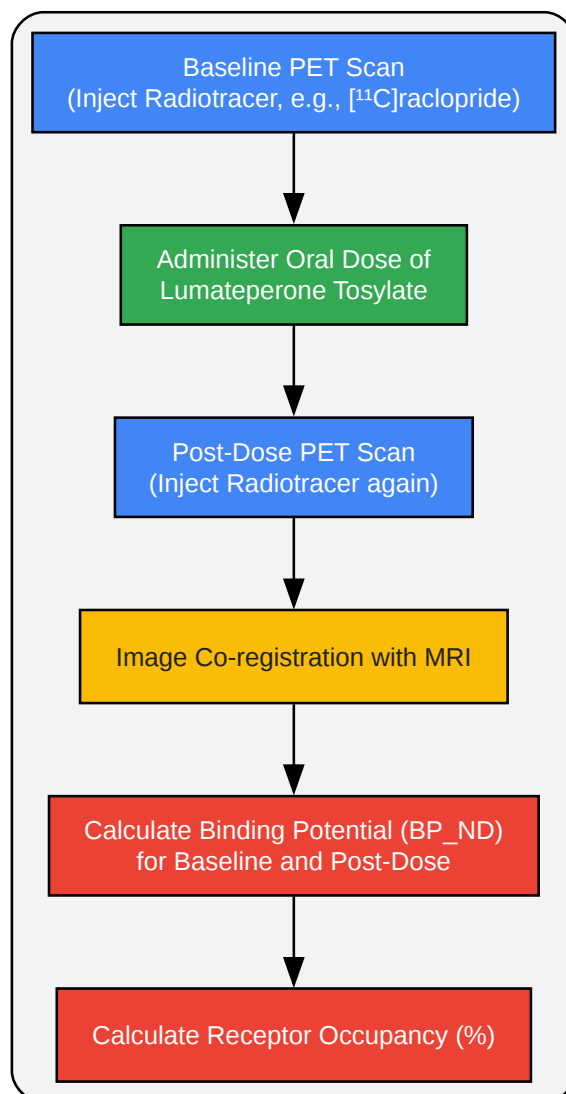 Baseline PET Scan
(Inject Radiotracer, e.g., [¹¹C]raclopride)
Administer Oral Dose of
Lumateperone Tosylate
Post-Dose PET Scan
(Inject Radiotracer again)
Image Co-registration with MRI
Calculate Binding Potential (BP_ND)
for Baseline and Post-Dose
Calculate Receptor Occupancy (%)